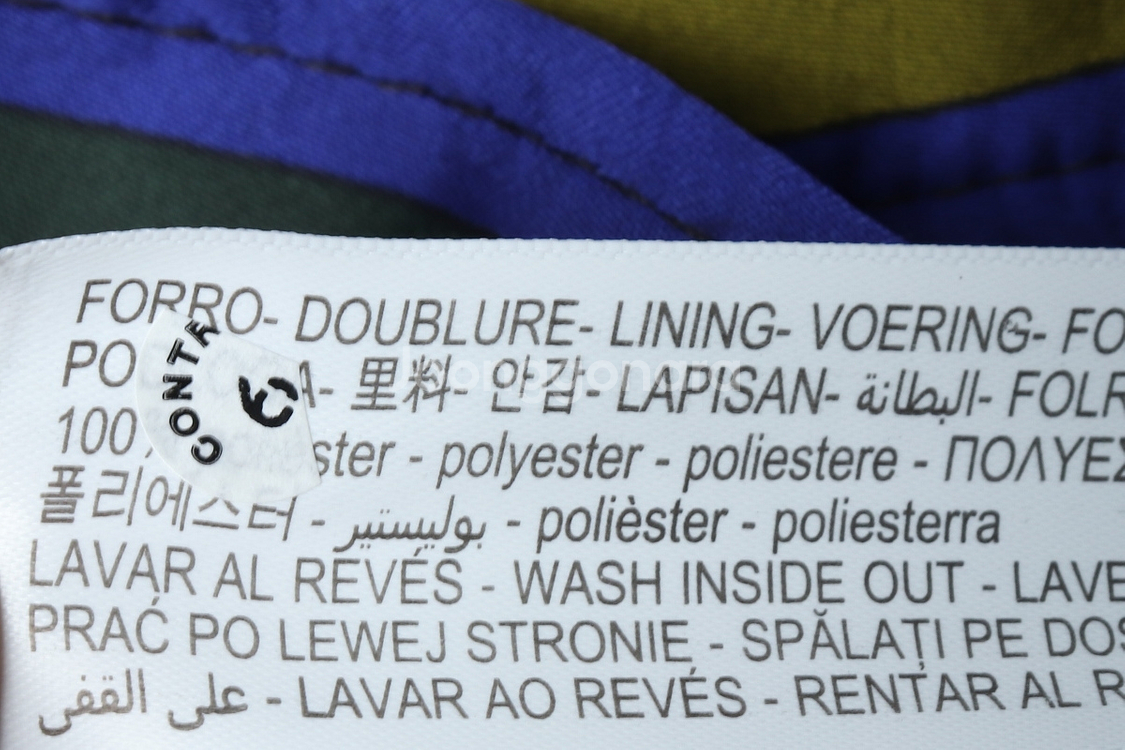 FORRO- DOUBLURE- LINING- VOERING- FO
PO A- 里料- 안감- LAPISAN- البطانة- FOLR
100 ster - polyester - poliestere - ΠΟΛΥΕΣ
폴리에스터 - بوليستير - polièster - poliesterra
LAVAR AL REVÉS - WASH INSIDE OUT - LAVE
PRAĆ PO LEWEJ STRONIE - SPĂLAȚI PE DOS
على القفى - LAVAR AO REVÉS - RENTAR AL R
CONTR